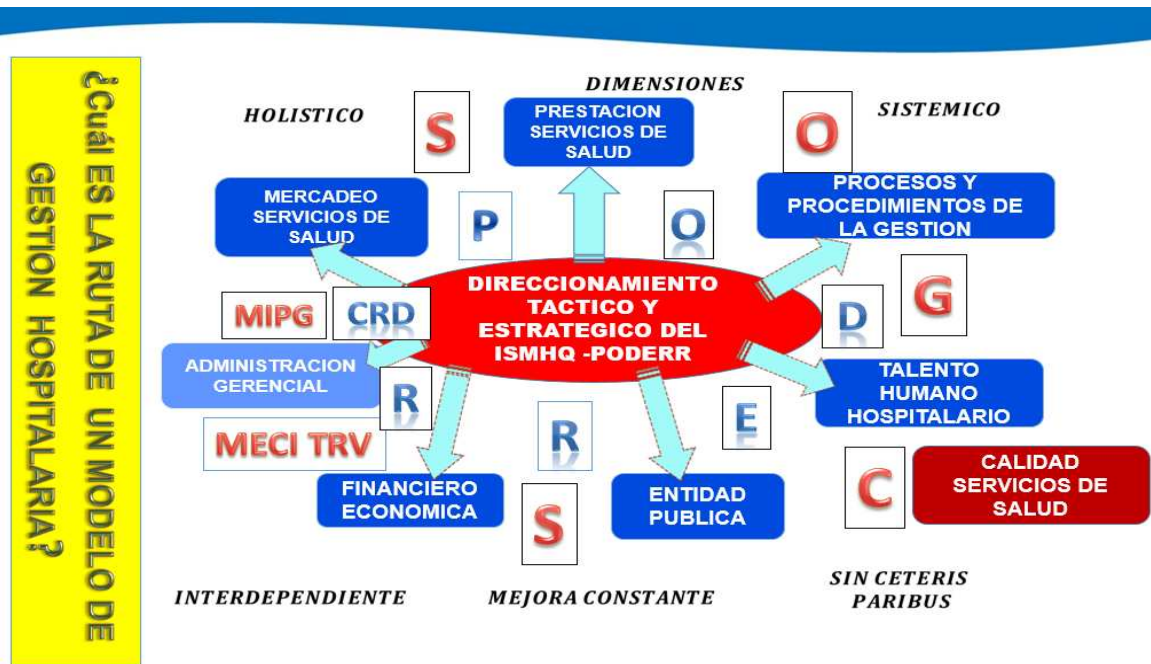 ¿Cuál ES LA RUTA DE UN MODELO DE
GESTION HOSPITALARIA?
DIMENSIONES
HOLISTICO
S
PRESTACION
SERVICIOS DE
SALUD
O
SISTEMICO
MERCADEO
SERVICIOS DE
SALUD
P
O
PROCESOS Y
PROCEDIMIENTOS DE
LA GESTION
DIRECCIONAMIENTO
TACTICO Y
ESTRATEGICO DEL
ISMHQ -PODERR
MIPG
CRD
D
G
ADMINISTRACION
GERENCIAL
R
TALENTO
HUMANO
HOSPITALARIO
MECI TRV
R
E
FINANCIERO
ECONOMICA
S
ENTIDAD
PUBLICA
C
CALIDAD
SERVICIOS DE
SALUD
INTERDEPENDIENTE
MEJORA CONSTANTE
SIN CETERIS
PARIBUS